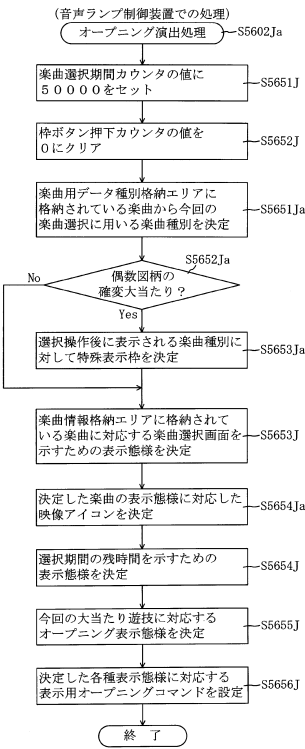 (音声ランプ制御装置での処理)
オープニング演出処理
S5602Ja
楽曲選択期間カウンタの値に
50000をセット
S5651J
枠ボタン押下カウンタの値を
0にクリア
S5652J
楽曲用データ種別格納エリアに
格納されている楽曲から今回の
楽曲選択に用いる楽曲種別を決定
S5651Ja
S5652Ja
偶数図柄の
確変大当たり?
No
Yes
選択操作後に表示される楽曲種別に
対して特殊表示枠を決定
S5653Ja
楽曲情報格納エリアに格納されて
いる楽曲に対応する楽曲選択画面を
示すための表示態様を決定
S5653J
決定した楽曲の表示態様に対応した
映像アイコンを決定
S5654Ja
選択期間の残時間を示すための
表示態様を決定
S5654J
今回の大当たり遊技に対応する
オープニング表示態様を決定
S5655J
決定した各種表示態様に対応する
表示用オープニングコマンドを設定
S5656J
終 了